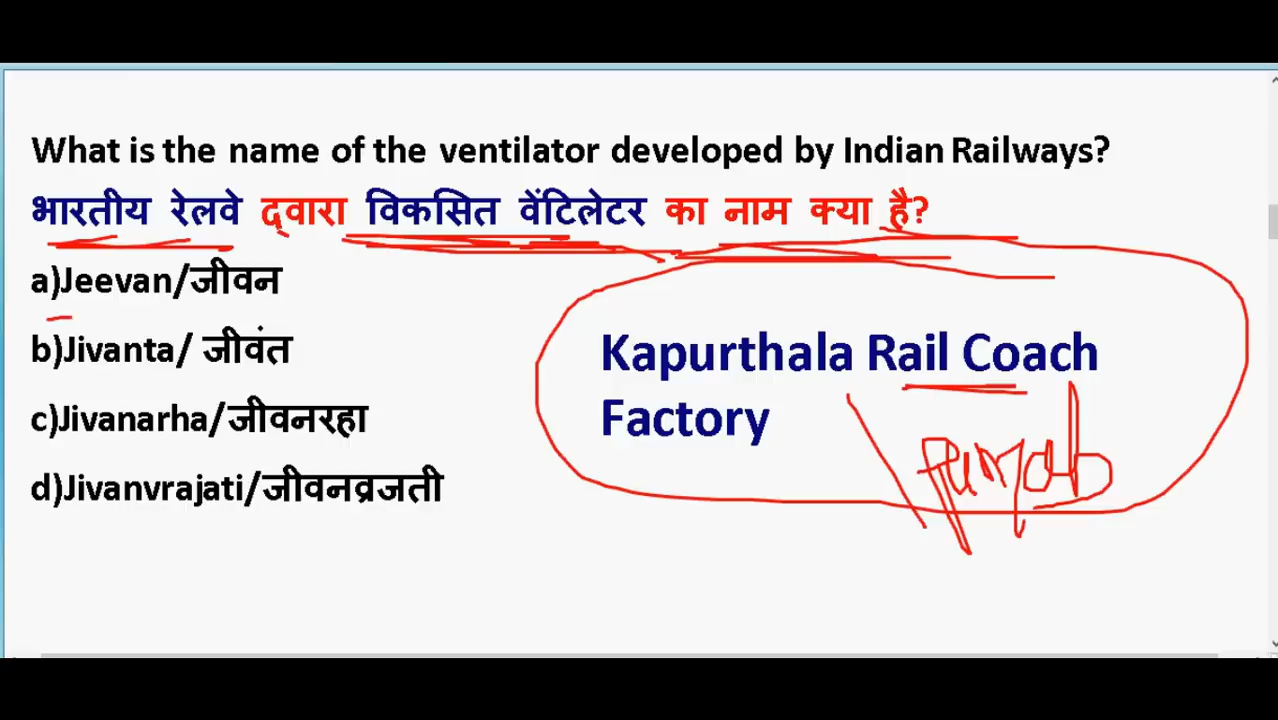 What is the name of the ventilator developed by Indian Railways?
भारतीय रेलवे द्वारा विकसित वेंटिलेटर का नाम क्या है?
a)Jeevan/जीवन
b)Jivanta/ जीवंत
c)Jivanarha/जीवनरहा
d)Jivanvrajati/जीवनव्रजती
Kapurthala Rail Coach
Factory
Punjab